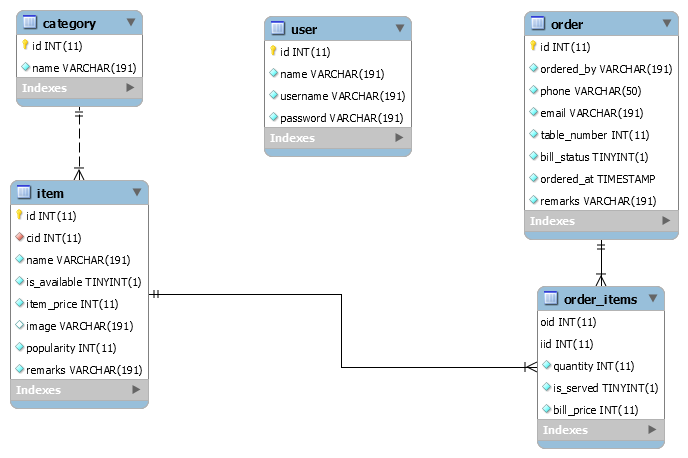 category
id INT(11)
name VARCHAR(191)
Indexes
user
id INT(11)
name VARCHAR(191)
username VARCHAR(191)
password VARCHAR(191)
Indexes
order
id INT(11)
ordered_by VARCHAR(191)
phone VARCHAR(50)
email VARCHAR(191)
table_number INT(11)
bill_status TINYINT(1)
ordered_at TIMESTAMP
remarks VARCHAR(191)
Indexes
item
id INT(11)
cid INT(11)
name VARCHAR(191)
is_available TINYINT(1)
item_price INT(11)
image VARCHAR(191)
popularity INT(11)
remarks VARCHAR(191)
Indexes
order_items
oid INT(11)
iid INT(11)
quantity INT(11)
is_served TINYINT(1)
bill_price INT(11)
Indexes